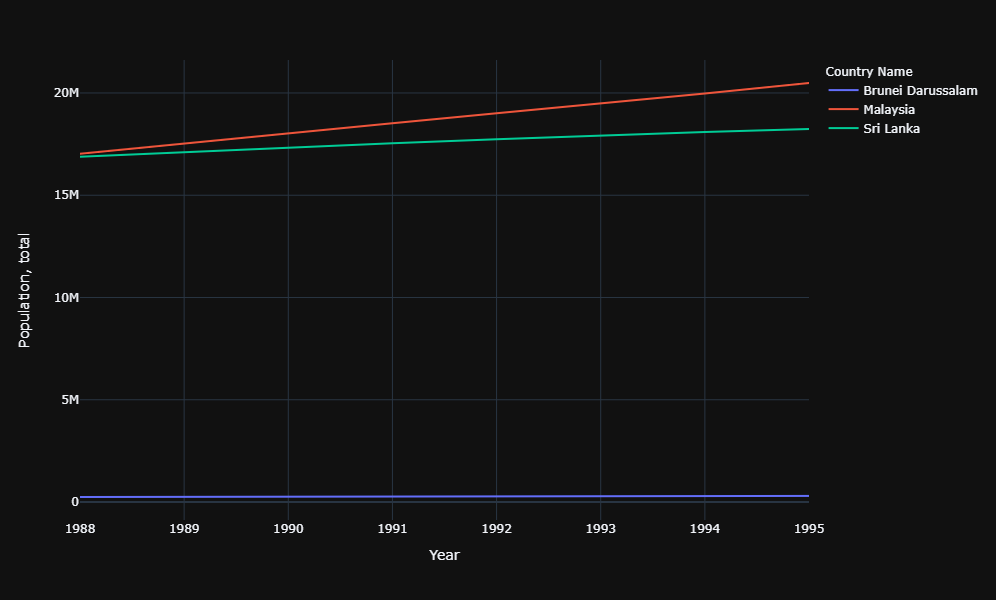 Country Name
Brunei Darussalam
Malaysia
Sri Lanka
20M
15M
10M
5M
0
Population, total
1988 1989 1990 1991 1992 1993 1994 1995
Year